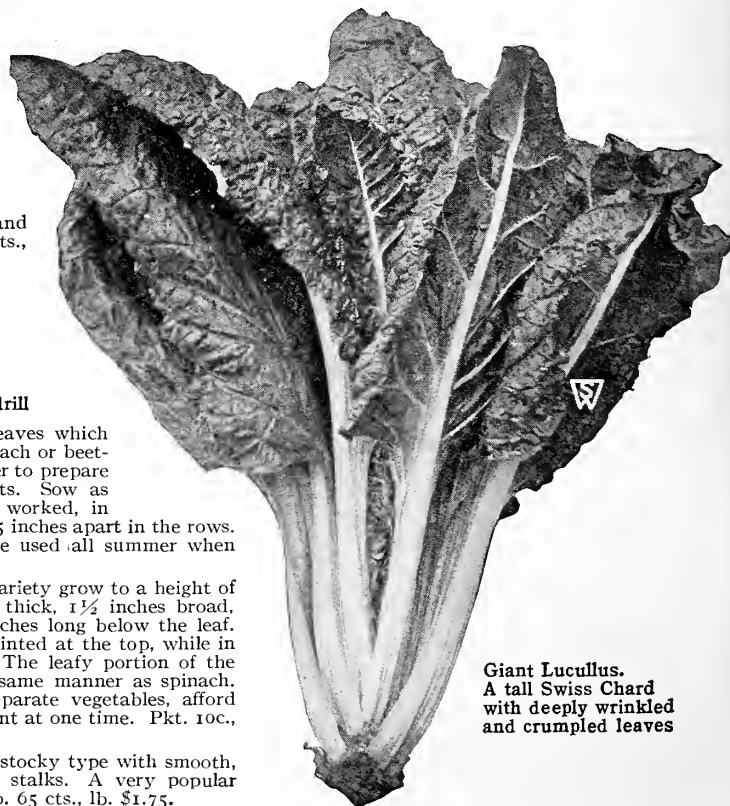 and
ts.,
drill
eaves which
ach or beet-
er to prepare
ts. Sow as
worked, in
5 inches apart in the rows.
e used all summer when
ariety grow to a height of
thick, 1½ inches broad,
ches long below the leaf.
inted at the top, while in
The leafy portion of the
same manner as spinach.
parate vegetables, afford
nt at one time. Pkt. 10c.,
stocky type with smooth,
stalks. A very popular
b. 65 cts., lb. $1.75.
Giant Lucullus.
A tall Swiss Chard
with deeply wrinkled
and crumpled leaves
WS